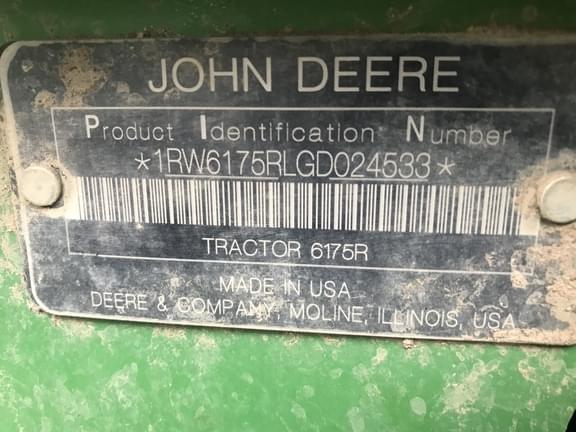 JOHN DEERE
Product Identification Number
*1RW6175RLGD024533*
TRACTOR 6175R
MADE IN USA
DEERE & COMPANY, MOLINE, ILLINOIS, USA